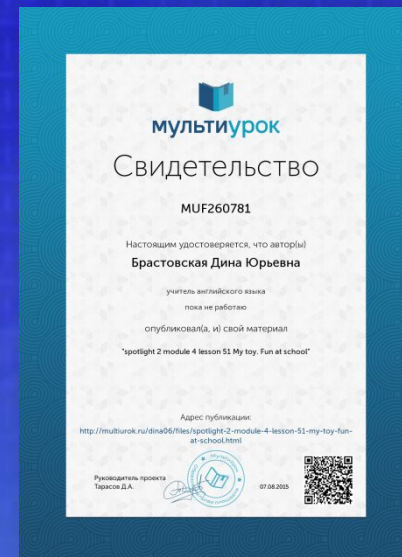 мультиурок
Свидетельство
MUF260781
Настоящим удостоверяется, что автор(ы)
Брастовская Дина Юрьевна
учитель английского языка
пока не работаю
опубликовал(а, и) свой материал
"spotlight 2 module 4 lesson 51 My toy. Fun at school"
Адрес публикации:
http://multiurok.ru/dina06/files/spotlight-2-module-4-lesson-51-my-toy-fun-
at-school.html
Руководитель проекта
Тарасов Д.А.
07.08.2015